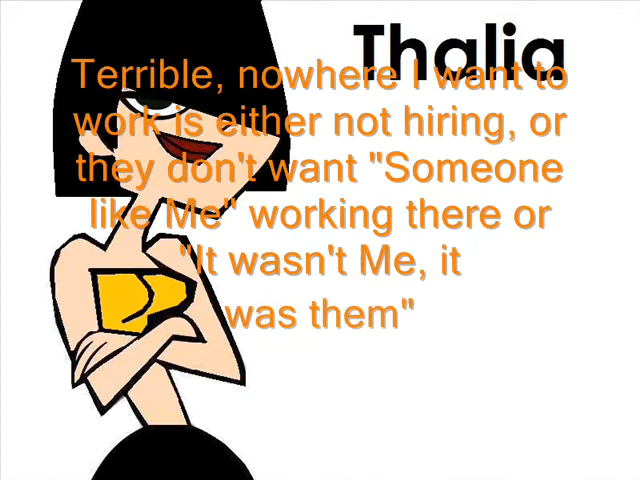 Thalia
Terrible, nowhere I want to
work is either not hiring, or
they don't want "Someone
like Me" working there or
"It wasn't Me, it
was them"